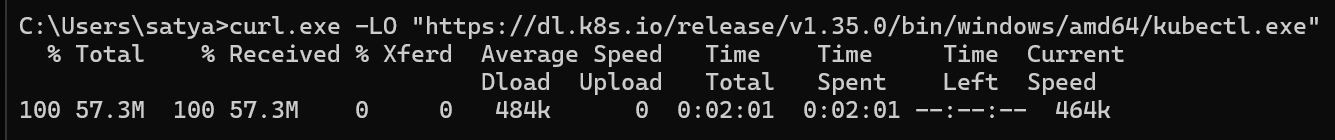 C:\Users\satya>curl.exe -LO "https://dl.k8s.io/release/v1.35.0/bin/windows/amd64/kubectl.exe"
  % Total    % Received % Xferd  Average Speed   Time    Time     Time  Current
                                 Dload  Upload   Total   Spent    Left  Speed
100 57.3M  100 57.3M    0     0   484k      0  0:02:01  0:02:01 --:--:--  464k